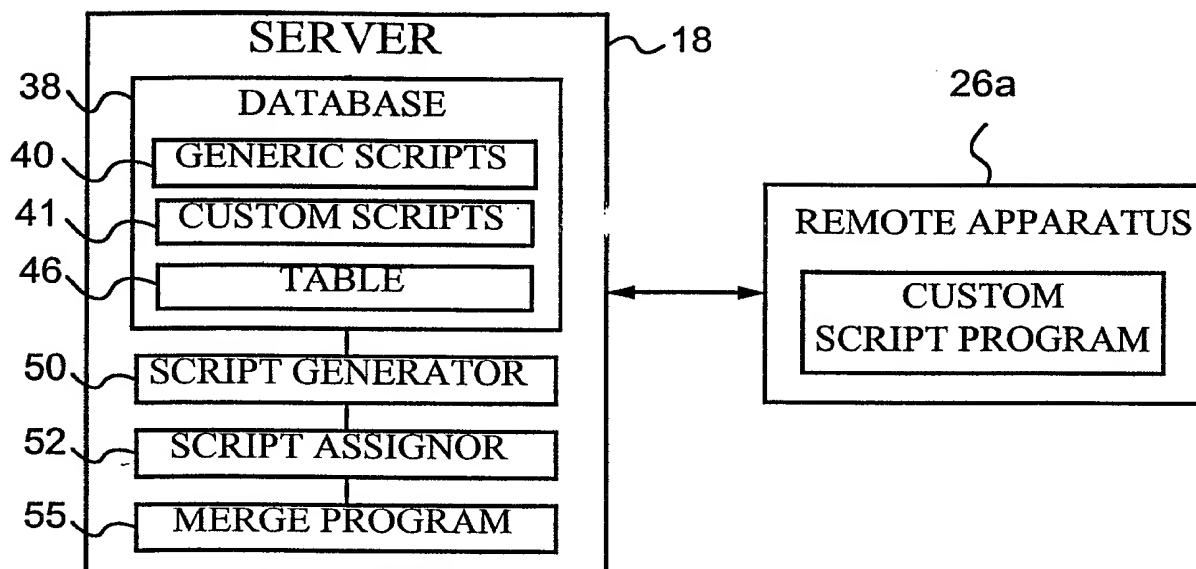 SERVER
18
38
DATABASE
40
GENERIC SCRIPTS
41
CUSTOM SCRIPTS
46
TABLE
50
SCRIPT GENERATOR
52
SCRIPT ASSIGNOR
55
MERGE PROGRAM
26a
REMOTE APPARATUS
CUSTOM
SCRIPT PROGRAM